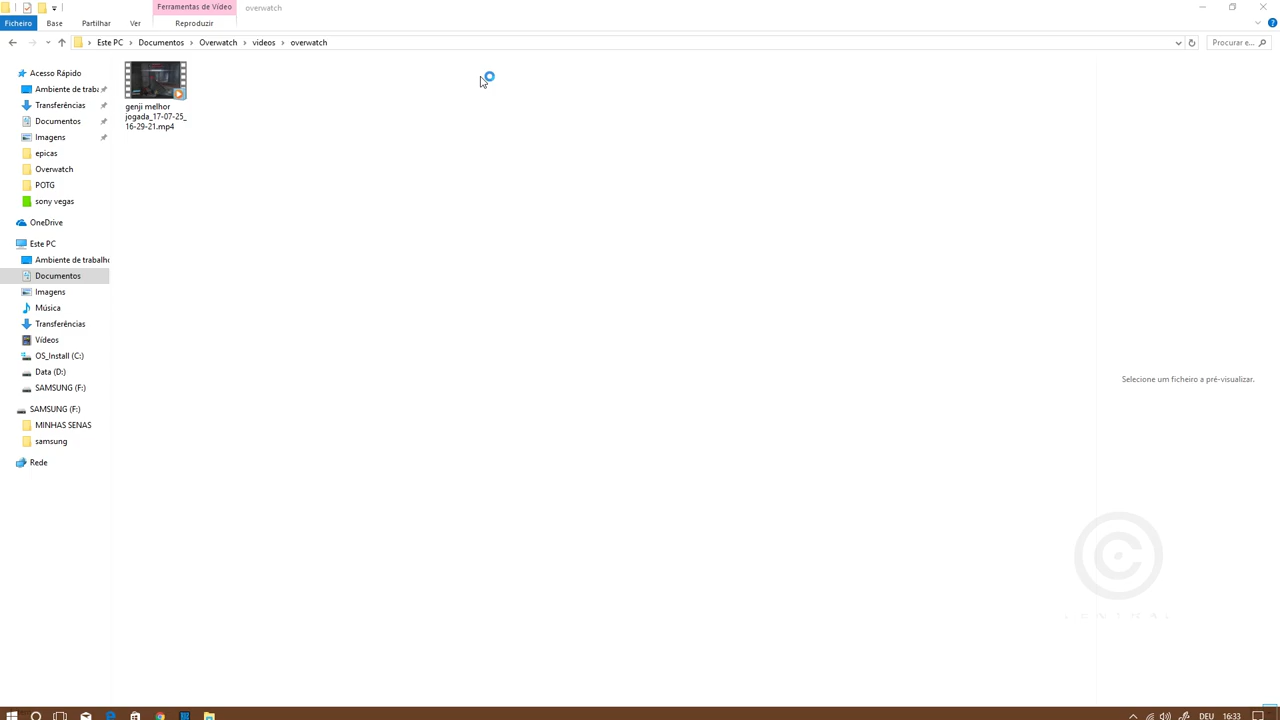 Ferramentas de Vídeo
overwatch
Ficheiro
Base
Partilhar
Ver
Reproduzir
Este PC > Documentos > Overwatch > videos > overwatch
Procurar e...
Acesso Rápido
Ambiente de traba
Transferências
Documentos
Imagens
epicas
Overwatch
POTG
sony vegas
OneDrive
Este PC
Ambiente de trabalho
Documentos
Imagens
Música
Transferências
Vídeos
OS_Install (C:)
Data (D:)
SAMSUNG (F:)
SAMSUNG (F:)
MINHAS SENAS
samsung
Rede
genji melhor
jogada_17-07-25_
16-29-21.mp4
Selecione um ficheiro a pré-visualizar.
DEU
16:33